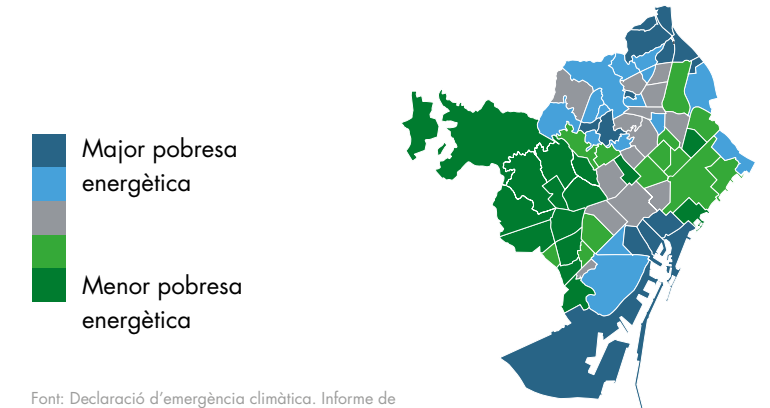 Major pobresa
energètica
Menor pobresa
energètica
Font: Declaració d’emergència climàtica. Informe de